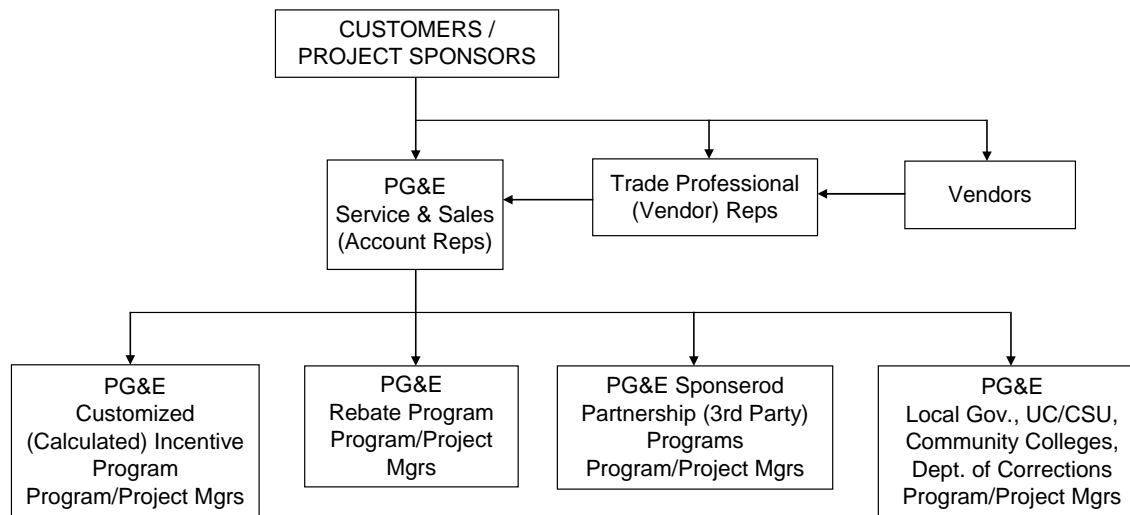 CUSTOMERS /
PROJECT SPONSORS
PG&E
Service & Sales
(Account Reps)
Trade Professional
(Vendor) Reps
Vendors
PG&E
Customized
(Calculated) Incentive
Program
Program/Project Mgrs
PG&E
Rebate Program
Program/Project
Mgrs
PG&E Sponserod
Partnership (3rd Party)
Programs
Program/Project Mgrs
PG&E
Local Gov., UC/CSU,
Community Colleges,
Dept. of Corrections
Program/Project Mgrs